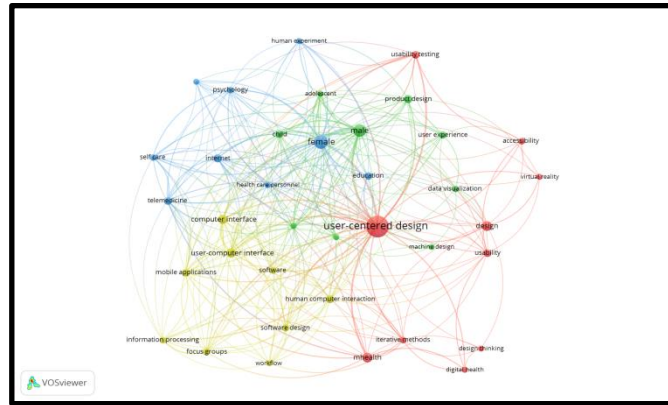 human experiment
usability testing
psychology
adolescent
product design
child
male
user experience
female
accessibility
self care
internet
education
virtual reality
health care personnel
data visualization
telemedicine
computer interface
user-centered design
design
user-computer interface
machine design
usability
mobile applications
software
human computer interaction
software design
information processing
iterative methods
focus groups
design thinking
mhealth
workflow
digital health
VOSviewer